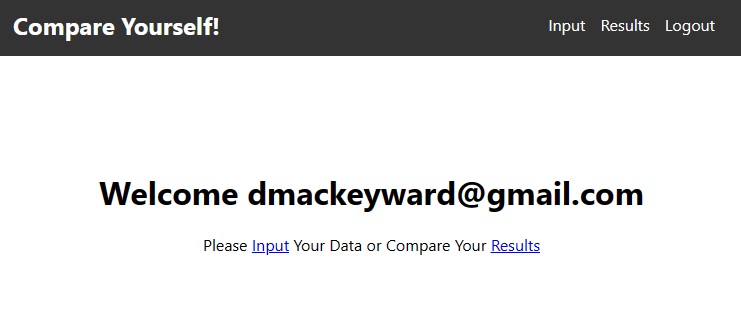 Compare Yourself! Input Results Logout
Welcome dmackeyward@gmail.com
Please Input Your Data or Compare Your Results